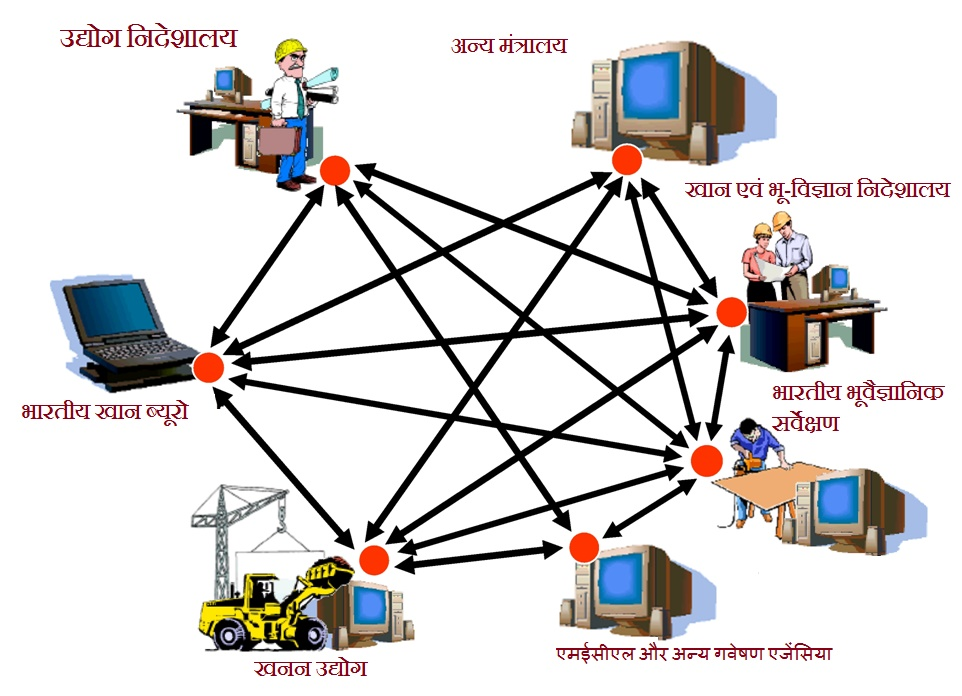 उद्योग निदेशालय
अन्य मंत्रालय
खान एवं भू-विज्ञान निदेशालय
भारतीय खान ब्यूरो
भारतीय भूवैज्ञानिक
सर्वेक्षण
खनन उद्योग
एमईसीएल और अन्य गवेषण एजेंसिया